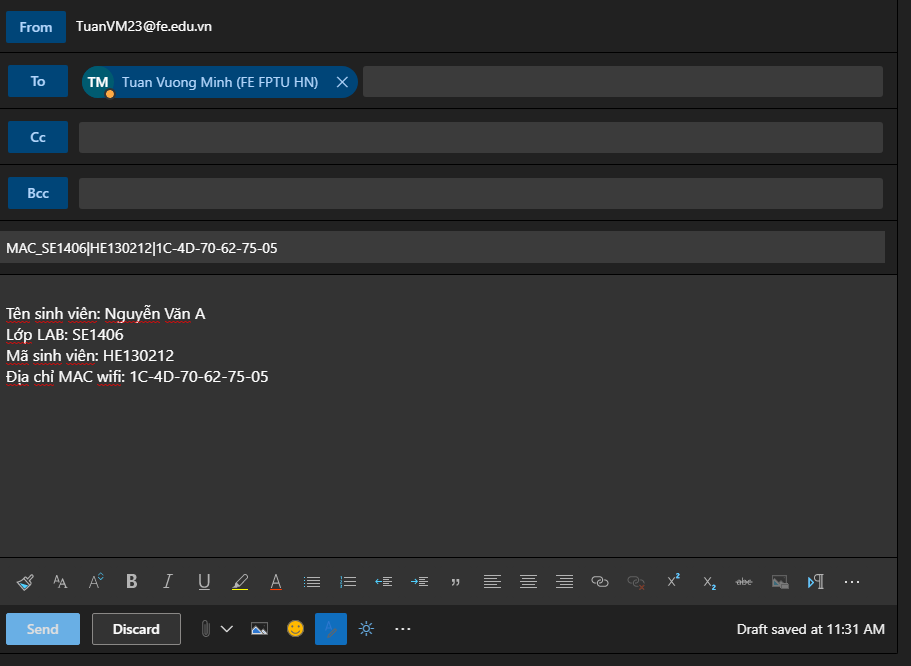 From TuanVM23@fe.edu.vn
To TM Tuan Vuong Minh (FE FPTU HN)
Cc
Bcc
MAC_SE1406|HE130212|1C-4D-70-62-75-05
Tên sinh viên: Nguyễn Văn A
Lớp LAB: SE1406
Mã sinh viên: HE130212
Địa chỉ MAC wifi: 1C-4D-70-62-75-05
Send Discard Draft saved at 11:31 AM